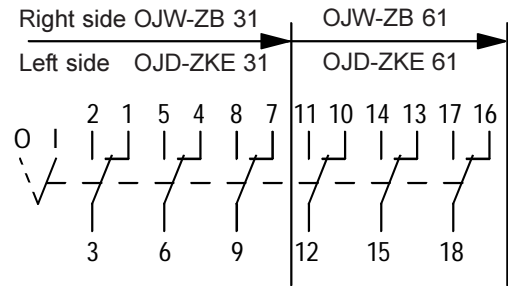 Right side OJW-ZB 31 OJW-ZB 61
Left side OJD-ZKE 31 OJD-ZKE 61
2 1 5 4 8 7 11 10 14 13 17 16
O I
3 6 9 12 15 18